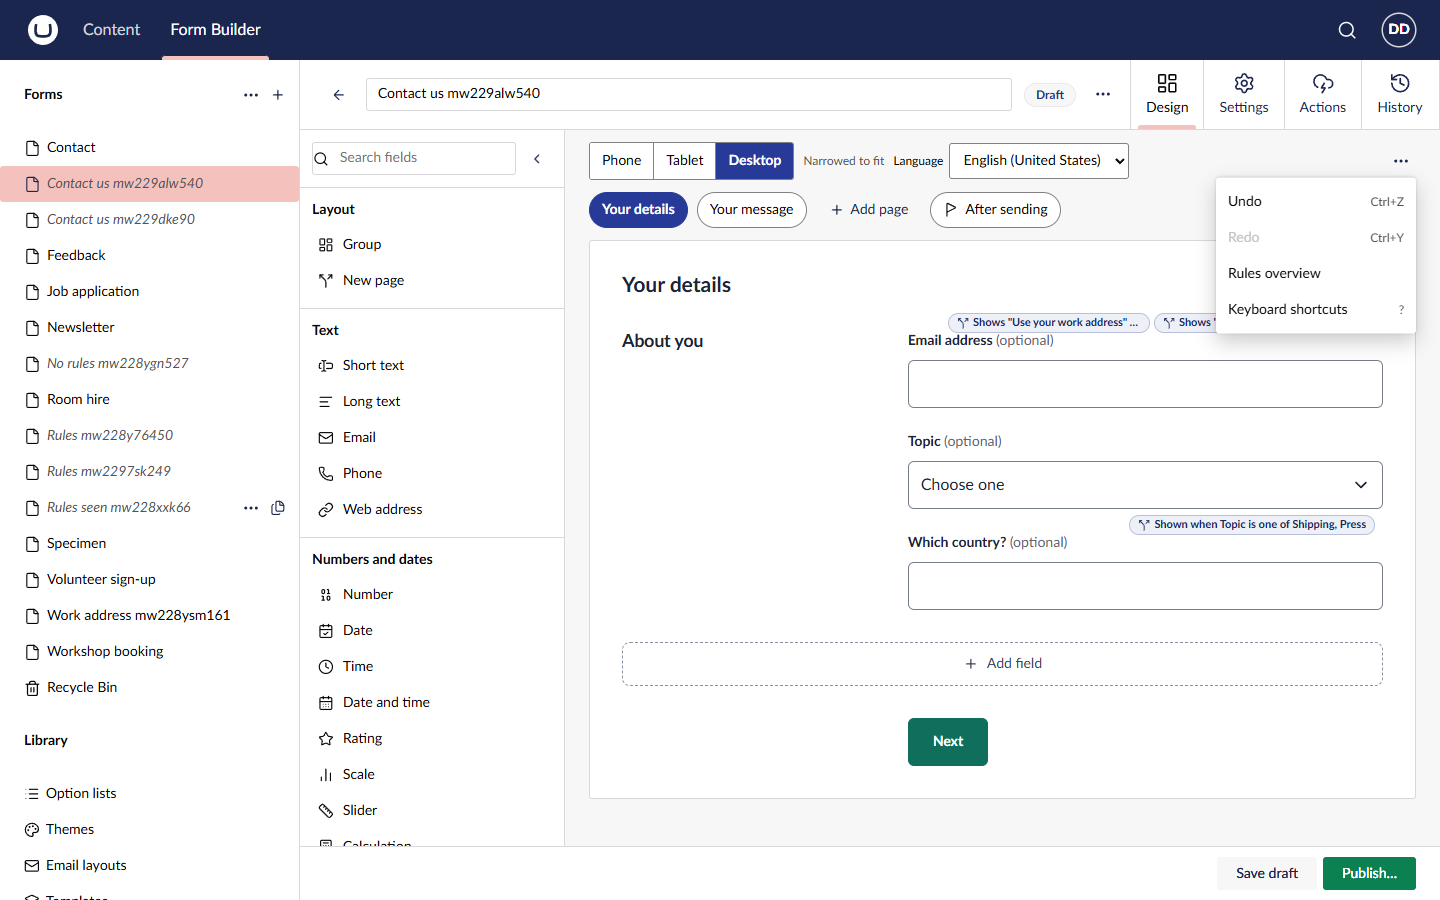 Content
Form Builder
DD
Forms
Contact
Contact us mw229alw540
Contact us mw229dke90
Feedback
Job application
Newsletter
No rules mw228ygn527
Room hire
Rules mw228y76450
Rules mw2297sk249
Rules seen mw228xxk66
Specimen
Volunteer sign-up
Work address mw228ysm161
Workshop booking
Recycle Bin
Library
Option lists
Themes
Email layouts
Contact us mw229alw540
Draft
Design
Settings
Actions
History
Search fields
Layout
Group
New page
Text
Short text
Long text
Email
Phone
Web address
Numbers and dates
Number
Date
Time
Date and time
Rating
Scale
Slider
Calculation
Phone
Tablet
Desktop
Narrowed to fit
Language
English (United States)
Your details
Your message
Add page
After sending
Undo Ctrl+Z
Redo Ctrl+Y
Rules overview
Keyboard shortcuts ?
Your details
Shows "Use your work address" ...
Shows "
About you
Email address (optional)
Topic (optional)
Choose one
Shown when Topic is one of Shipping, Press
Which country? (optional)
Add field
Next
Save draft
Publish...